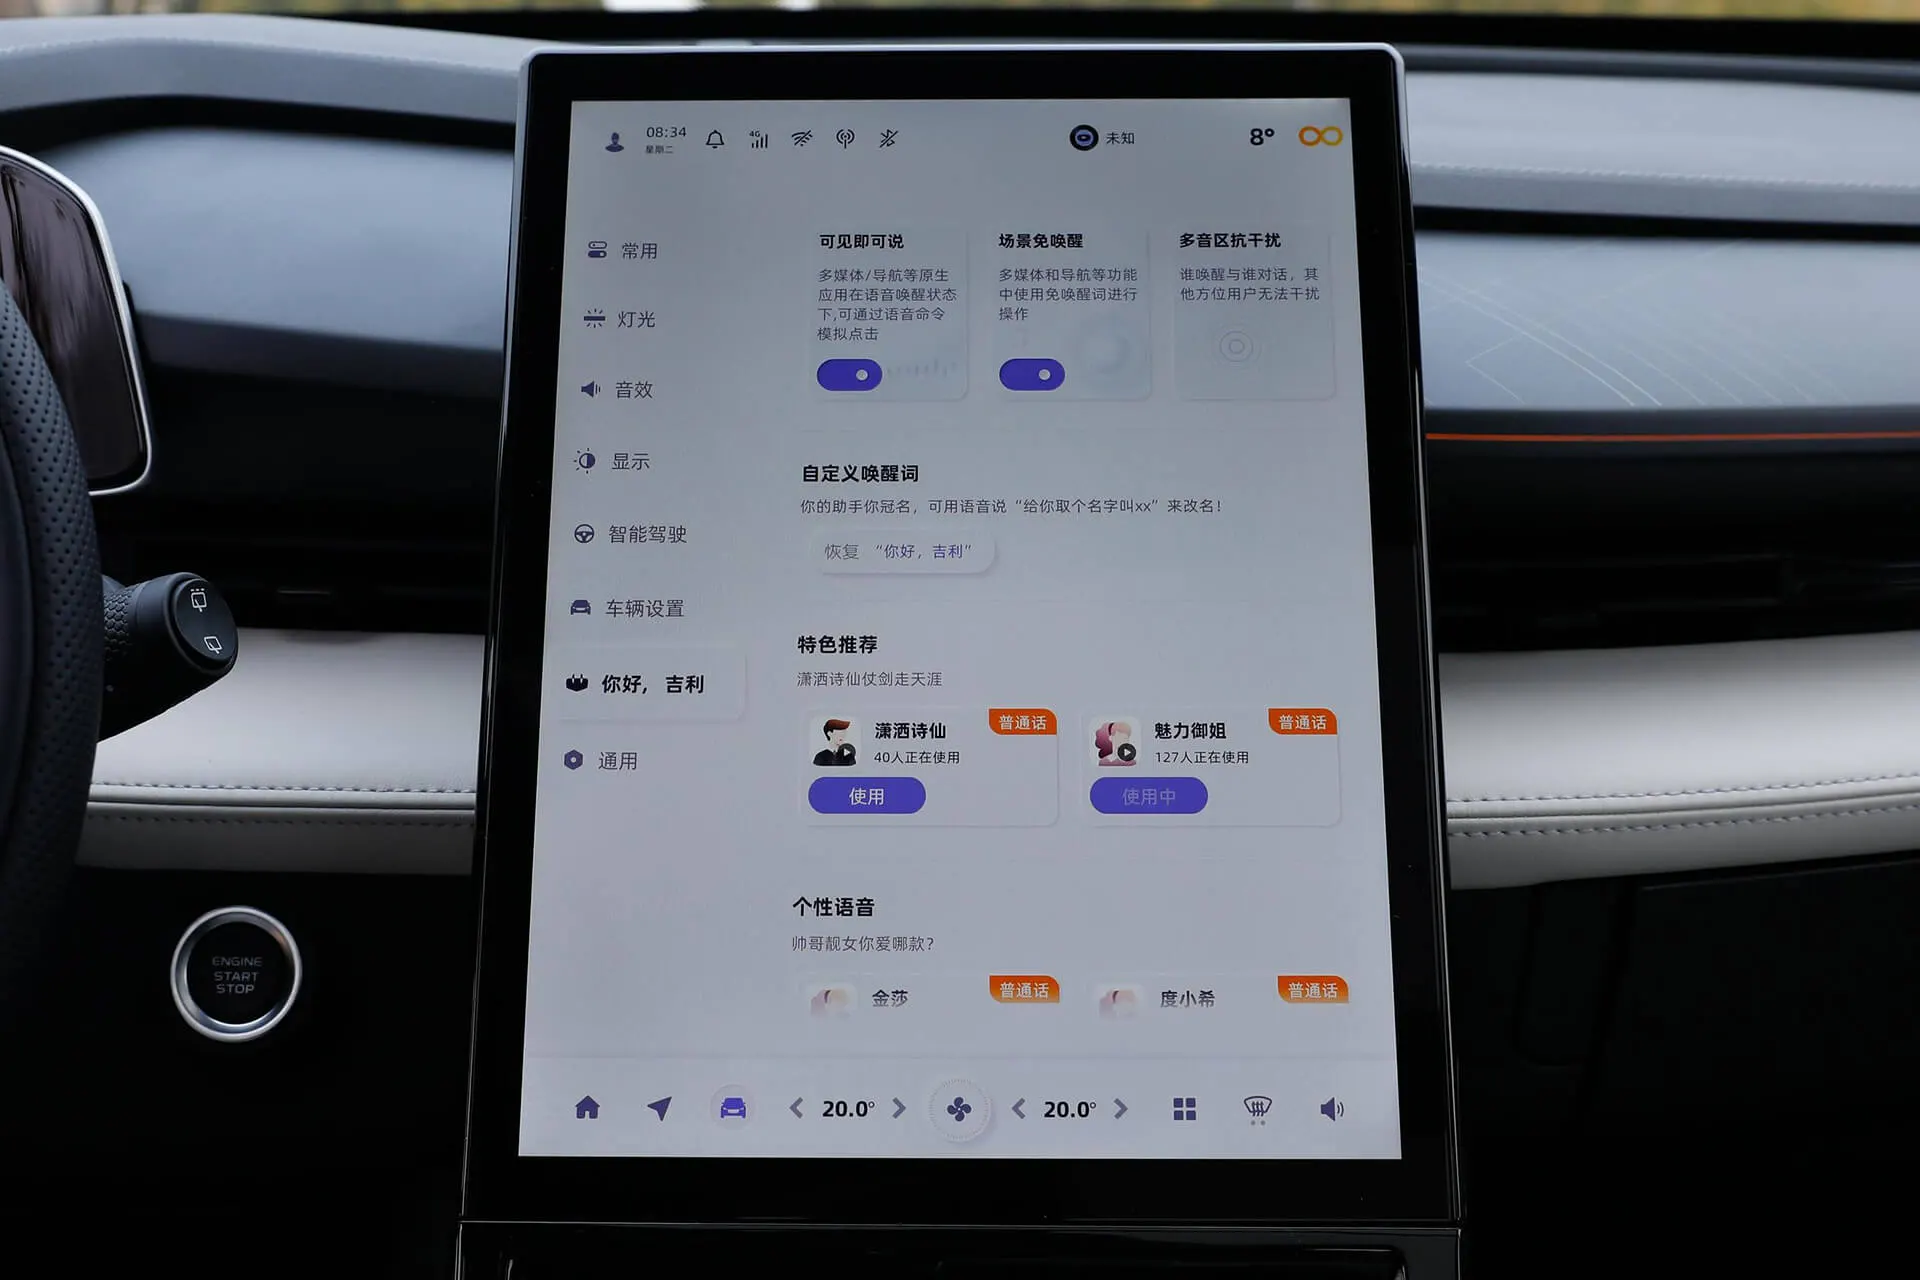 08:34
星期二
4G
未知
8°
常用
灯光
音效
显示
智能驾驶
车辆设置
你好，吉利
通用
可见即可说
多媒体/导航等原生
应用在语音唤醒状态
下,可通过语音命令
模拟点击
场景免唤醒
多媒体和导航等功能
中使用免唤醒词进行
操作
多音区抗干扰
谁唤醒与谁对话，其
他方位用户无法干扰
自定义唤醒词
你的助手你冠名，可用语音说“给你取个名字叫xx”来改名！
恢复 “你好，吉利”
特色推荐
潇洒诗仙仗剑走天涯
潇洒诗仙
普通话
40人正在使用
使用
魅力御姐
普通话
127人正在使用
使用中
个性语音
帅哥靓女你爱哪款？
金莎
普通话
度小希
普通话
20.0°
20.0°
ENGINE
START
STOP